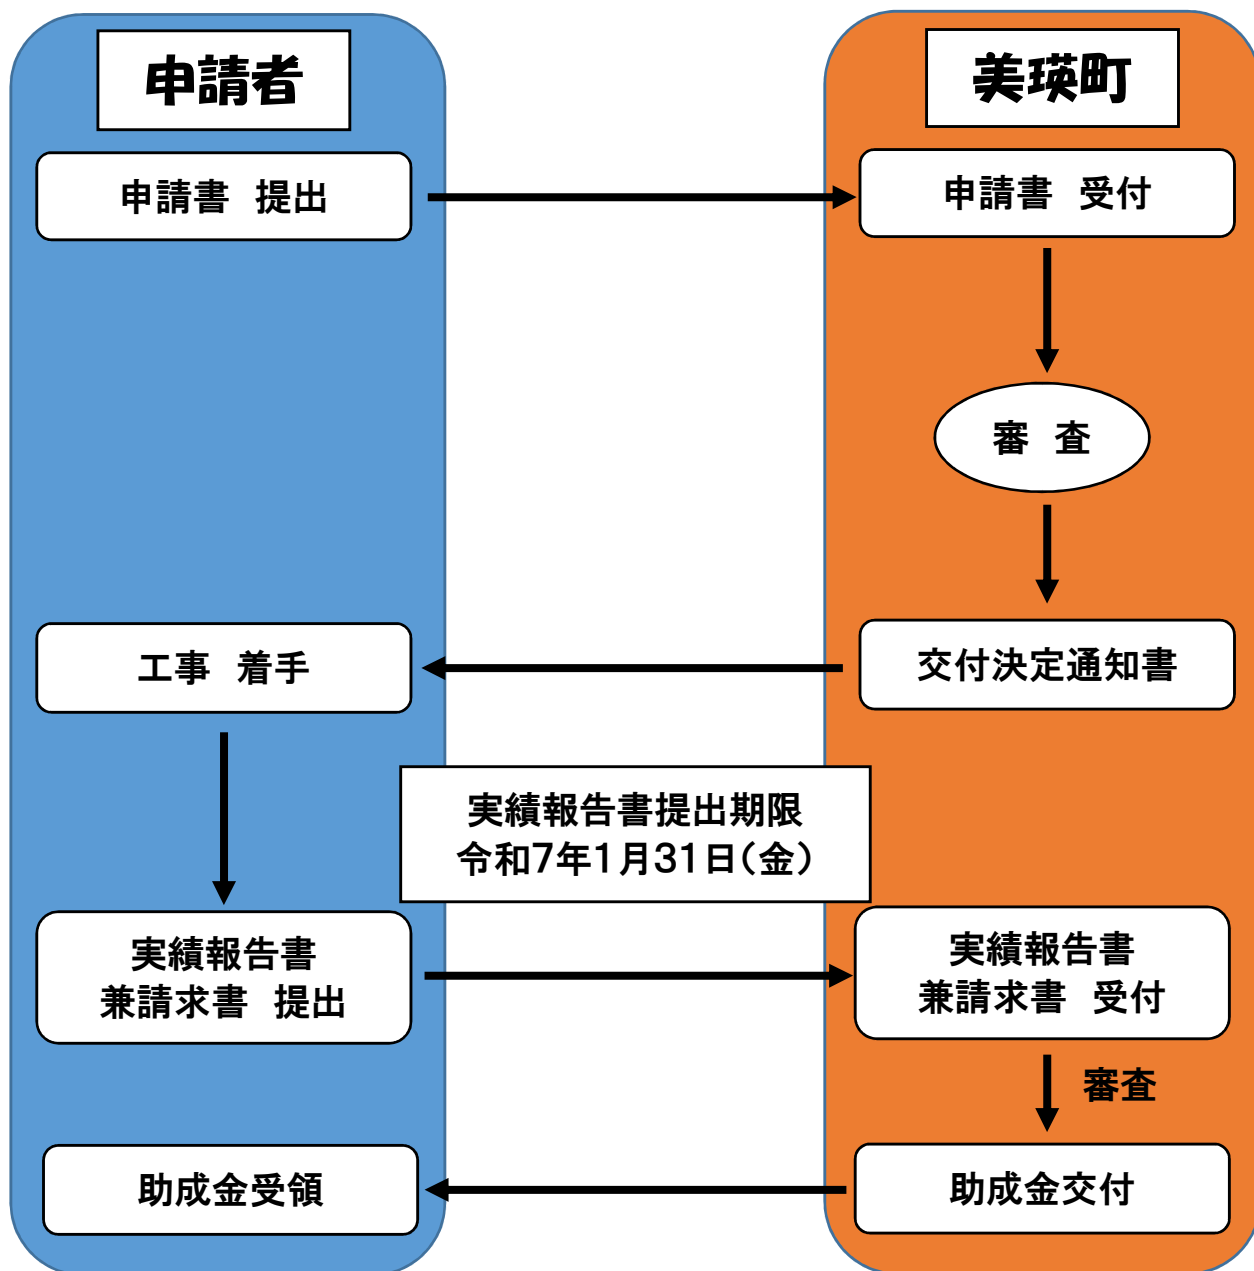 申請者
美瑛町
申請書　提出
申請書　受付
審　査
工事　着手
交付決定通知書
実績報告書提出期限
令和7年1月31日（金）
実績報告書
兼請求書　提出
実績報告書
兼請求書　受付
審査
助成金受領
助成金交付